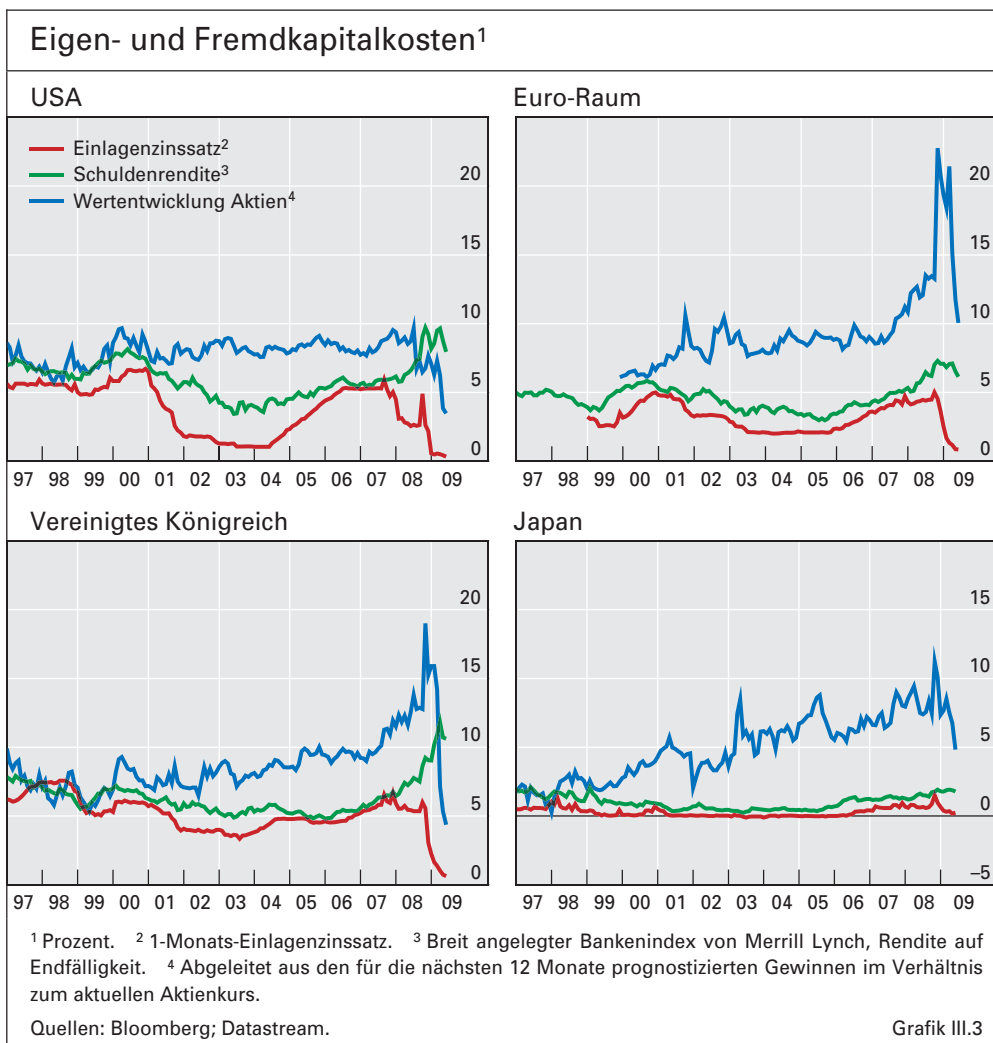 Eigen- und Fremdkapitalkosten¹
USA
Einlagenzinssatz²
Schuldenrendite³
Wertentwicklung Aktien⁴
20
15
10
5
0
97 98 99 00 01 02 03 04 05 06 07 08 09
Euro-Raum
20
15
10
5
0
97 98 99 00 01 02 03 04 05 06 07 08 09
Vereinigtes Königreich
20
15
10
5
0
97 98 99 00 01 02 03 04 05 06 07 08 09
Japan
15
10
5
0
–5
97 98 99 00 01 02 03 04 05 06 07 08 09
¹ Prozent. ² 1-Monats-Einlagenzinssatz. ³ Breit angelegter Bankenindex von Merrill Lynch, Rendite auf
Endfälligkeit. ⁴ Abgeleitet aus den für die nächsten 12 Monate prognostizierten Gewinnen im Verhältnis
zum aktuellen Aktienkurs.
Quellen: Bloomberg; Datastream. Grafik III.3